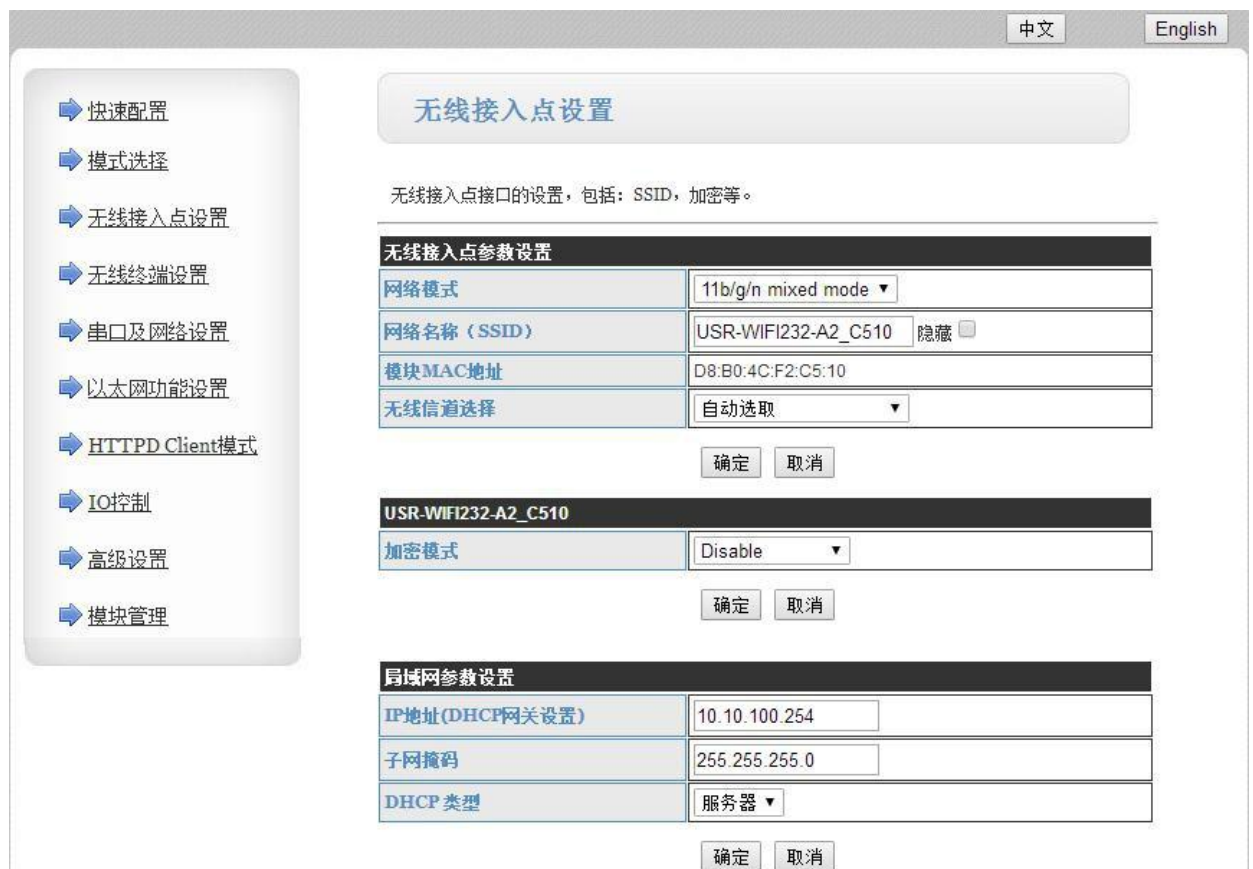 中文 English
快速配置
模式选择
无线接入点设置
无线终端设置
串口及网络设置
以太网功能设置
HTTPD Client模式
IO控制
高级设置
模块管理
无线接入点设置
无线接入点接口的设置，包括：SSID，加密等。
无线接入点参数设置
网络模式 11b/g/n mixed mode
网络名称（SSID） USR-WIFI232-A2_C510 隐藏
模块MAC地址 D8:B0:4C:F2:C5:10
无线信道选择 自动选取
确定 取消
USR-WIFI232-A2_C510
加密模式 Disable
确定 取消
局域网参数设置
IP地址(DHCP网关设置) 10.10.100.254
子网掩码 255.255.255.0
DHCP 类型 服务器
确定 取消